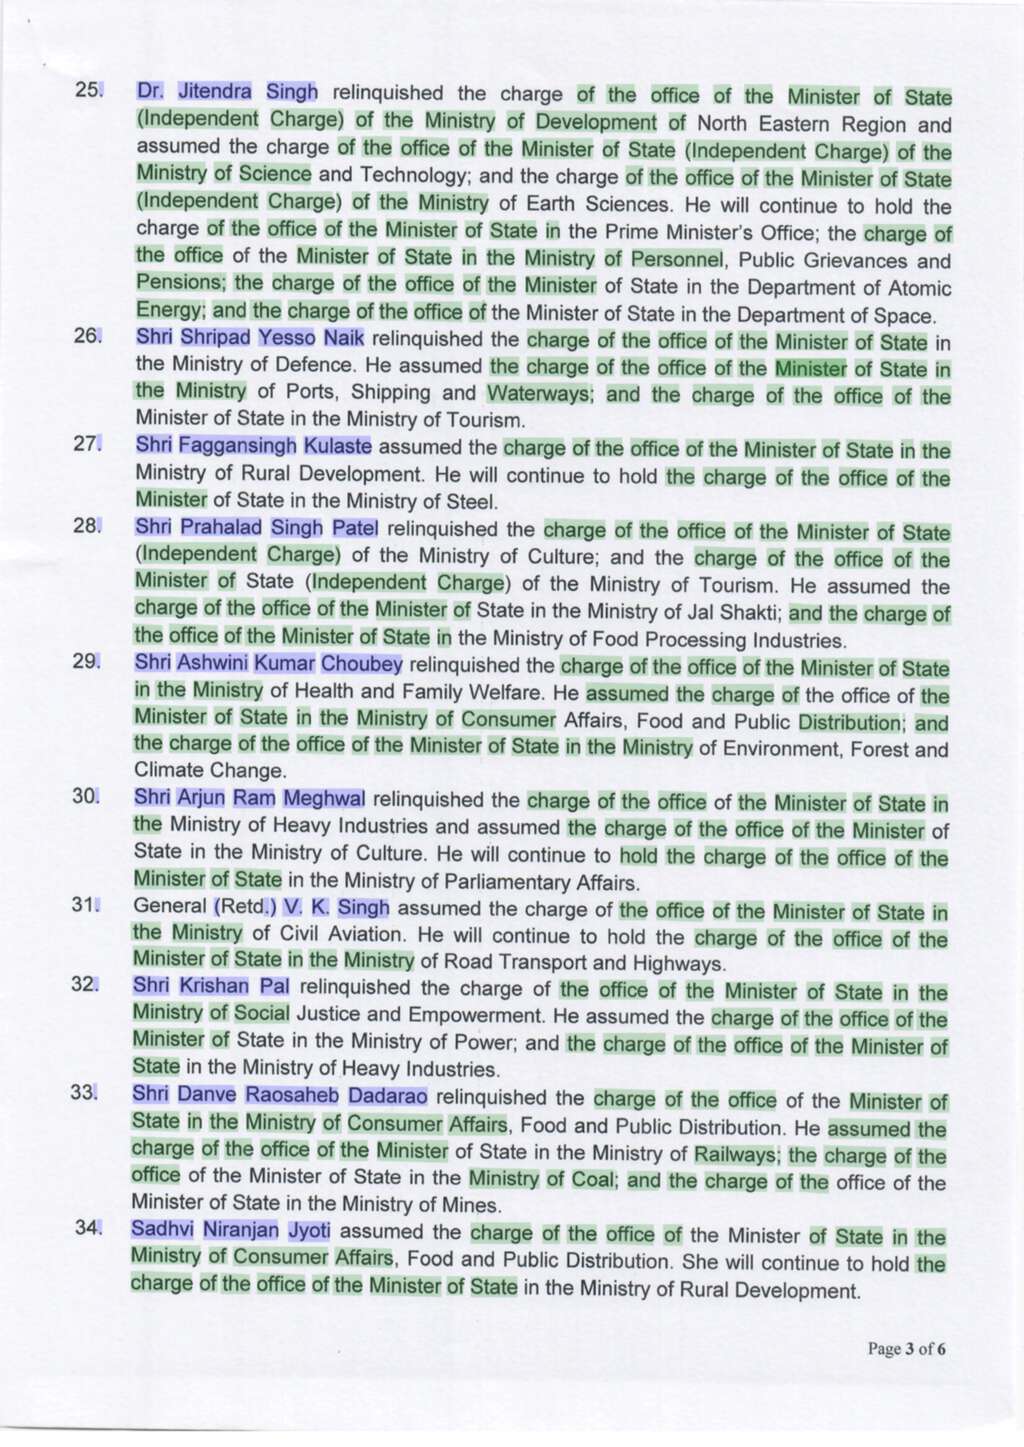 25. Dr. Jitendra Singh relinquished the charge of the office of the Minister of State
(Independent Charge) of the Ministry of Development of North Eastern Region and
assumed the charge of the office of the Minister of State (Independent Charge) of the
Ministry of Science and Technology; and the charge of the office of the Minister of State
(Independent Charge) of the Ministry of Earth Sciences. He will continue to hold the
charge of the office of the Minister of State in the Prime Minister's Office; the charge of
the office of the Minister of State in the Ministry of Personnel, Public Grievances and
Pensions; the charge of the office of the Minister of State in the Department of Atomic
Energy; and the charge of the office of the Minister of State in the Department of Space.
26. Shri Shripad Yesso Naik relinquished the charge of the office of the Minister of State in
the Ministry of Defence. He assumed the charge of the office of the Minister of State in
the Ministry of Ports, Shipping and Waterways; and the charge of the office of the
Minister of State in the Ministry of Tourism.
27. Shri Faggansingh Kulaste assumed the charge of the office of the Minister of State in the
Ministry of Rural Development. He will continue to hold the charge of the office of the
Minister of State in the Ministry of Steel.
28. Shri Prahalad Singh Patel relinquished the charge of the office of the Minister of State
(Independent Charge) of the Ministry of Culture; and the charge of the office of the
Minister of State (Independent Charge) of the Ministry of Tourism. He assumed the
charge of the office of the Minister of State in the Ministry of Jal Shakti; and the charge of
the office of the Minister of State in the Ministry of Food Processing Industries.
29. Shri Ashwini Kumar Choubey relinquished the charge of the office of the Minister of State
in the Ministry of Health and Family Welfare. He assumed the charge of the office of the
Minister of State in the Ministry of Consumer Affairs, Food and Public Distribution; and
the charge of the office of the Minister of State in the Ministry of Environment, Forest and
Climate Change.
30. Shri Arjun Ram Meghwal relinquished the charge of the office of the Minister of State in
the Ministry of Heavy Industries and assumed the charge of the office of the Minister of
State in the Ministry of Culture. He will continue to hold the charge of the office of the
Minister of State in the Ministry of Parliamentary Affairs.
31. General (Retd.) V. K. Singh assumed the charge of the office of the Minister of State in
the Ministry of Civil Aviation. He will continue to hold the charge of the office of the
Minister of State in the Ministry of Road Transport and Highways.
32. Shri Krishan Pal relinquished the charge of the office of the Minister of State in the
Ministry of Social Justice and Empowerment. He assumed the charge of the office of the
Minister of State in the Ministry of Power; and the charge of the office of the Minister of
State in the Ministry of Heavy Industries.
33. Shri Danve Raosaheb Dadarao relinquished the charge of the office of the Minister of
State in the Ministry of Consumer Affairs, Food and Public Distribution. He assumed the
charge of the office of the Minister of State in the Ministry of Railways; the charge of the
office of the Minister of State in the Ministry of Coal; and the charge of the office of the
Minister of State in the Ministry of Mines.
34. Sadhvi Niranjan Jyoti assumed the charge of the office of the Minister of State in the
Ministry of Consumer Affairs, Food and Public Distribution. She will continue to hold the
charge of the office of the Minister of State in the Ministry of Rural Development.
Page 3 of 6